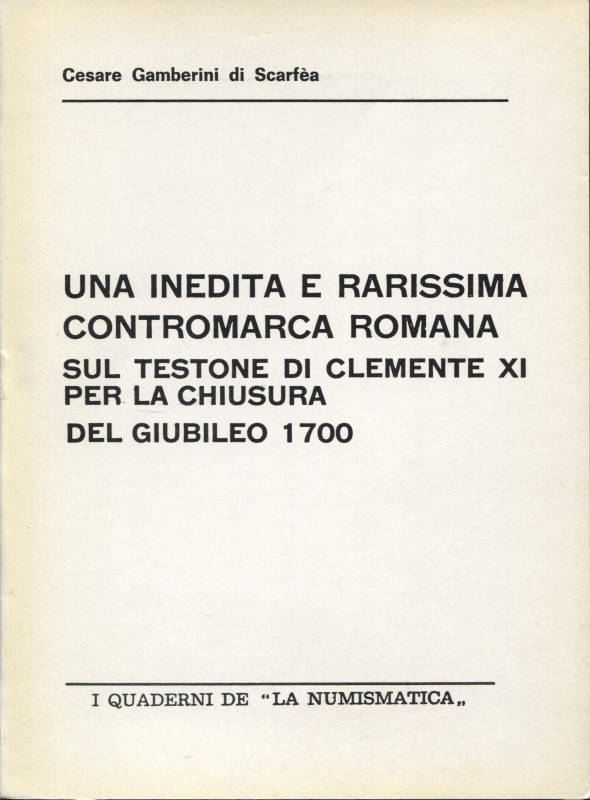 Cesare Gamberini di Scarfèa
UNA INEDITA E RARISSIMA
CONTROMARCA ROMANA
SUL TESTONE DI CLEMENTE XI
PER LA CHIUSURA
DEL GIUBILEO 1700
I QUADERNI DE “LA NUMISMATICA„